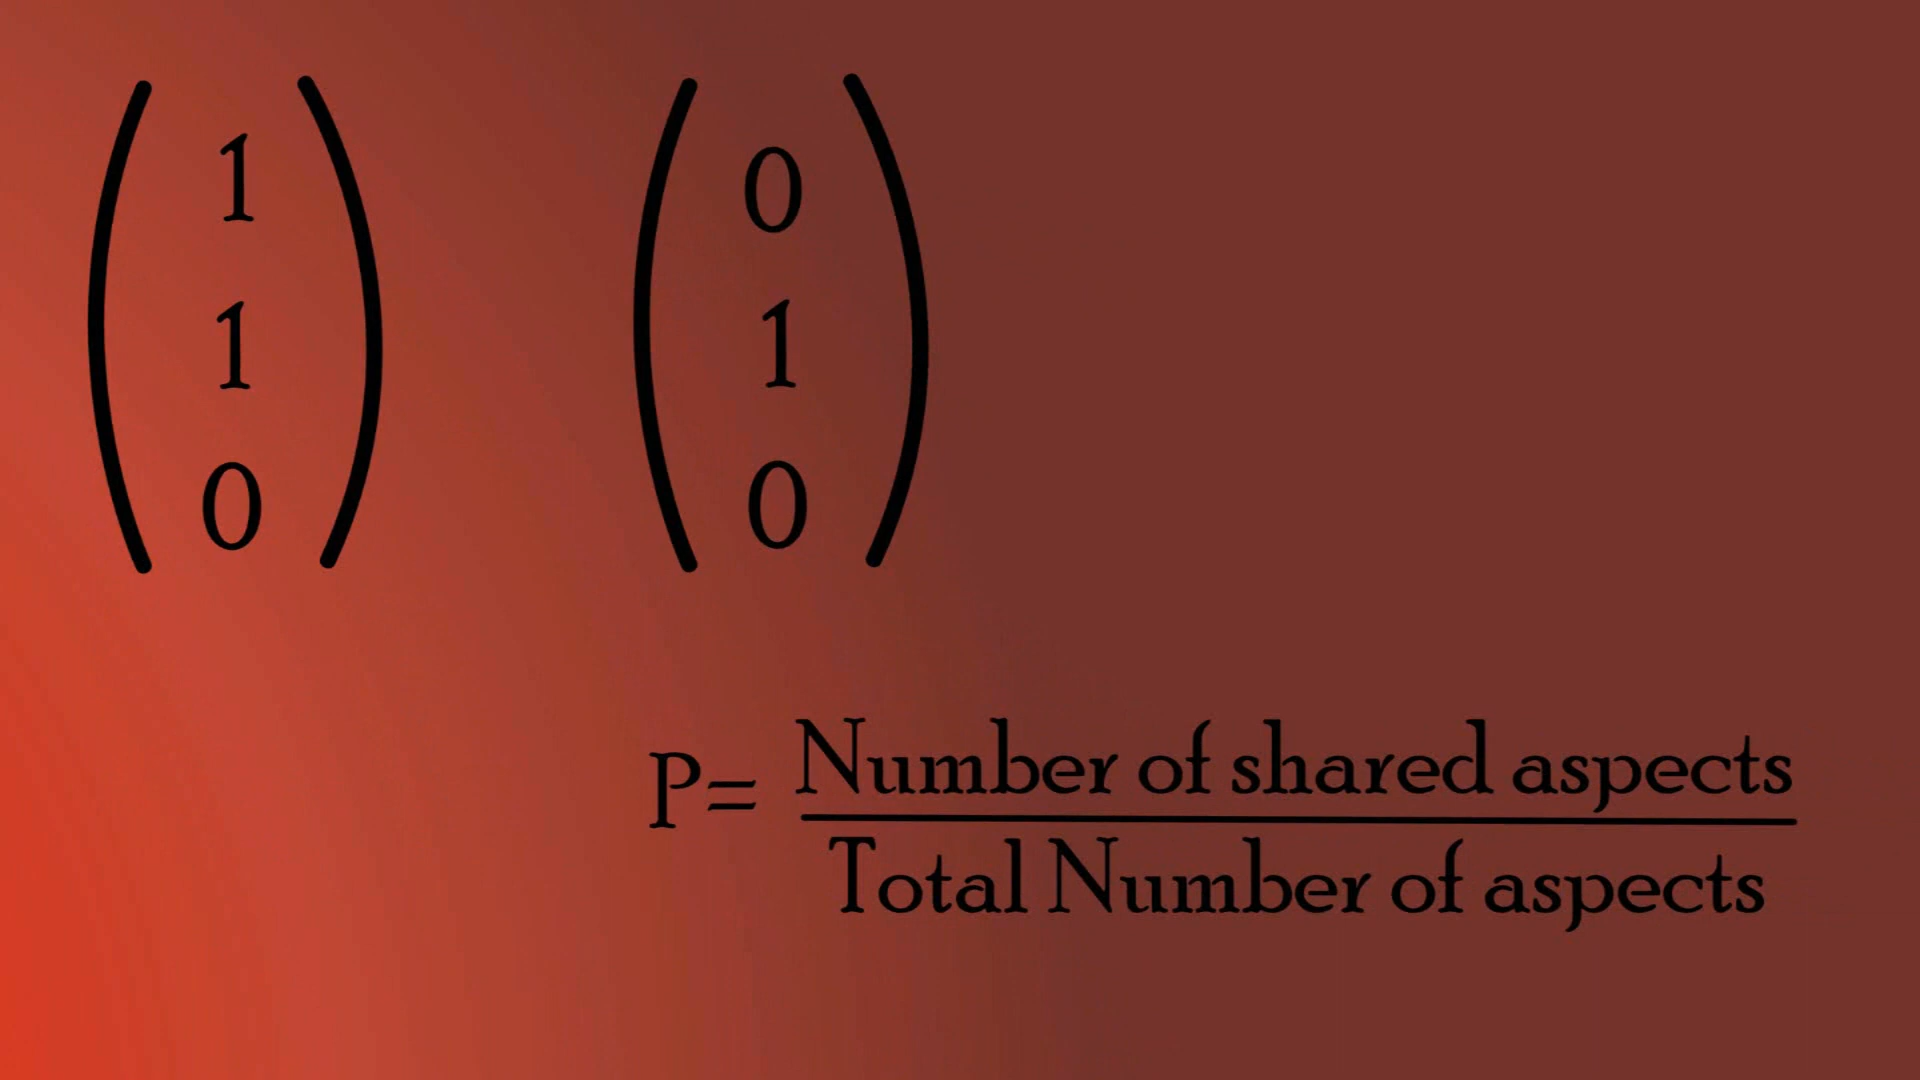 1 0
1 1
0 0
P= Number of shared aspects
Total Number of aspects